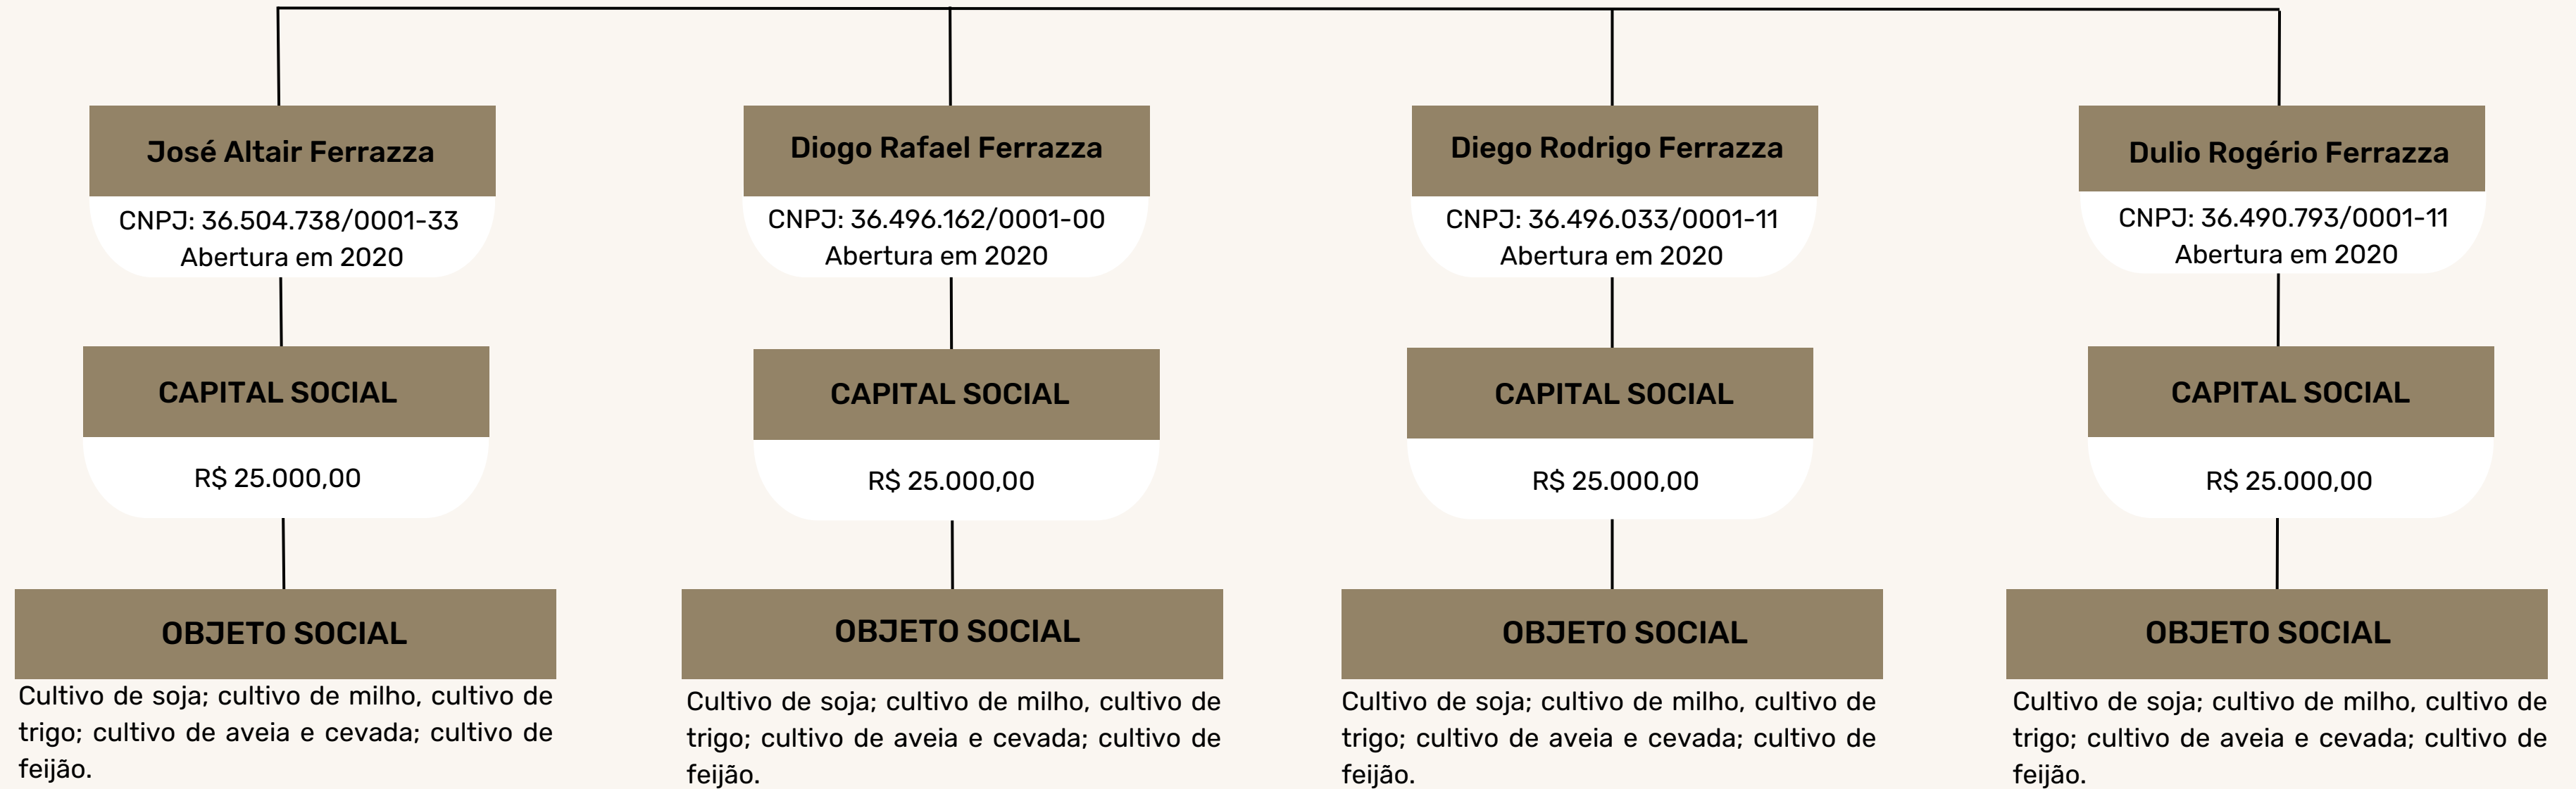 José Altair Ferrazza
CNPJ: 36.504.738/0001-33
Abertura em 2020
CAPITAL SOCIAL
R$ 25.000,00
OBJETO SOCIAL
Cultivo de soja; cultivo de milho, cultivo de
trigo; cultivo de aveia e cevada; cultivo de
feijão.
Diogo Rafael Ferrazza
CNPJ: 36.496.162/0001-00
Abertura em 2020
CAPITAL SOCIAL
R$ 25.000,00
OBJETO SOCIAL
Cultivo de soja; cultivo de milho, cultivo de
trigo; cultivo de aveia e cevada; cultivo de
feijão.
Diego Rodrigo Ferrazza
CNPJ: 36.496.033/0001-11
Abertura em 2020
CAPITAL SOCIAL
R$ 25.000,00
OBJETO SOCIAL
Cultivo de soja; cultivo de milho, cultivo de
trigo; cultivo de aveia e cevada; cultivo de
feijão.
Dulio Rogério Ferrazza
CNPJ: 36.490.793/0001-11
Abertura em 2020
CAPITAL SOCIAL
R$ 25.000,00
OBJETO SOCIAL
Cultivo de soja; cultivo de milho, cultivo de
trigo; cultivo de aveia e cevada; cultivo de
feijão.